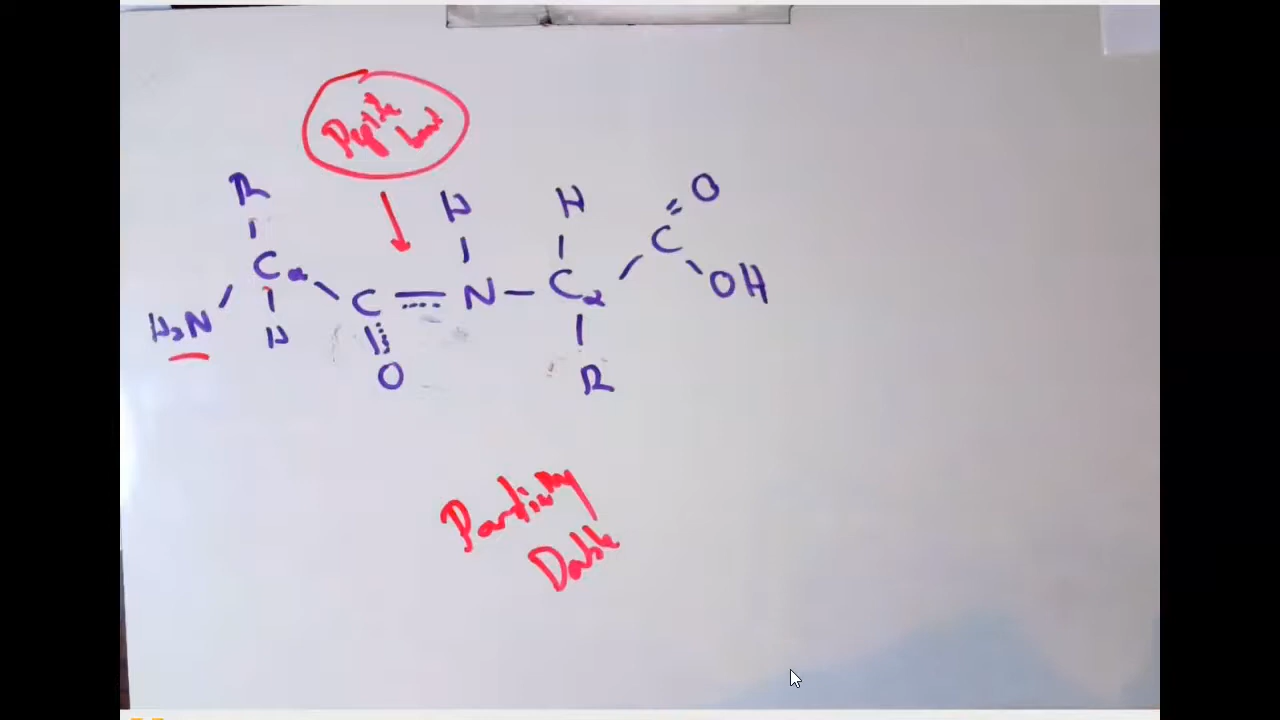 Peptide
bond
R
H
H
O
C
Cα
C
N
Cα
OH
H₂N
H
O
R
Partially
Double